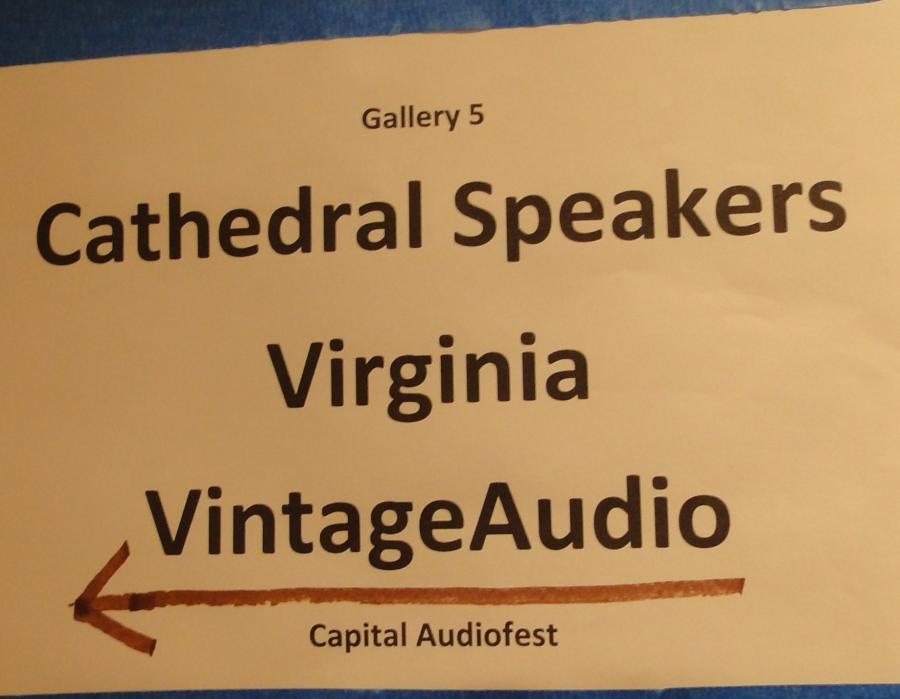 Gallery 5
Cathedral Speakers
Virginia
VintageAudio
Capital Audiofest